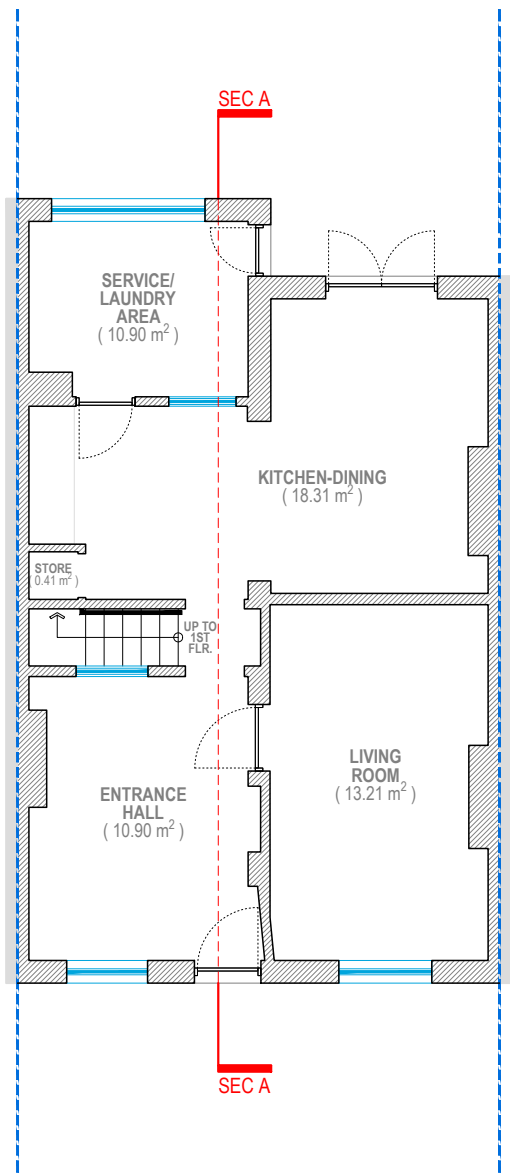 SEC A
SERVICE/
LAUNDRY
AREA
( 10.90 m² )
KITCHEN-DINING
( 18.31 m² )
STORE
( 0.41 m² )
UP TO
1ST
FLR.
LIVING
ROOM
( 13.21 m² )
ENTRANCE
HALL
( 10.90 m² )
SEC A